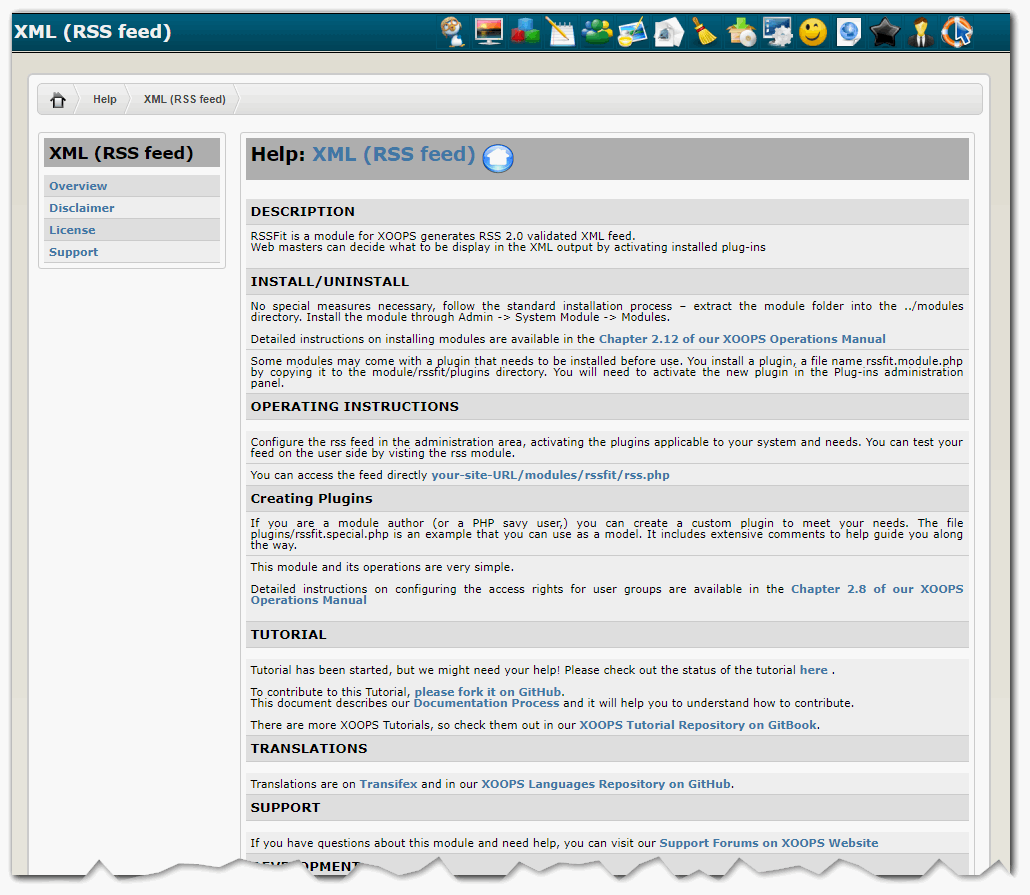 XML (RSS feed)
Help
XML (RSS feed)
XML (RSS feed)
Overview
Disclaimer
License
Support
Help: XML (RSS feed)
DESCRIPTION
RSSFit is a module for XOOPS generates RSS 2.0 validated XML feed.
Web masters can decide what to be display in the XML output by activating installed plug-ins
INSTALL/UNINSTALL
No special measures necessary, follow the standard installation process – extract the module folder into the ../modules
directory. Install the module through Admin -> System Module -> Modules.
Detailed instructions on installing modules are available in the Chapter 2.12 of our XOOPS Operations Manual
Some modules may come with a plugin that needs to be installed before use. You install a plugin, a file name rssfit.module.php
by copying it to the module/rssfit/plugins directory. You will need to activate the new plugin in the Plug-ins administration
panel.
OPERATING INSTRUCTIONS
Configure the rss feed in the administration area, activating the plugins applicable to your system and needs. You can test your
feed on the user side by visting the rss module.
You can access the feed directly your-site-URL/modules/rssfit/rss.php
Creating Plugins
If you are a module author (or a PHP savy user,) you can create a custom plugin to meet your needs. The file
plugins/rssfit.special.php is an example that you can use as a model. It includes extensive comments to help guide you along
the way.
This module and its operations are very simple.
Detailed instructions on configuring the access rights for user groups are available in the Chapter 2.8 of our XOOPS
Operations Manual
TUTORIAL
Tutorial has been started, but we might need your help! Please check out the status of the tutorial here .
To contribute to this Tutorial, please fork it on GitHub.
This document describes our Documentation Process and it will help you to understand how to contribute.
There are more XOOPS Tutorials, so check them out in our XOOPS Tutorial Repository on GitBook.
TRANSLATIONS
Translations are on Transifex and in our XOOPS Languages Repository on GitHub.
SUPPORT
If you have questions about this module and need help, you can visit our Support Forums on XOOPS Website
DEVELOPMENT